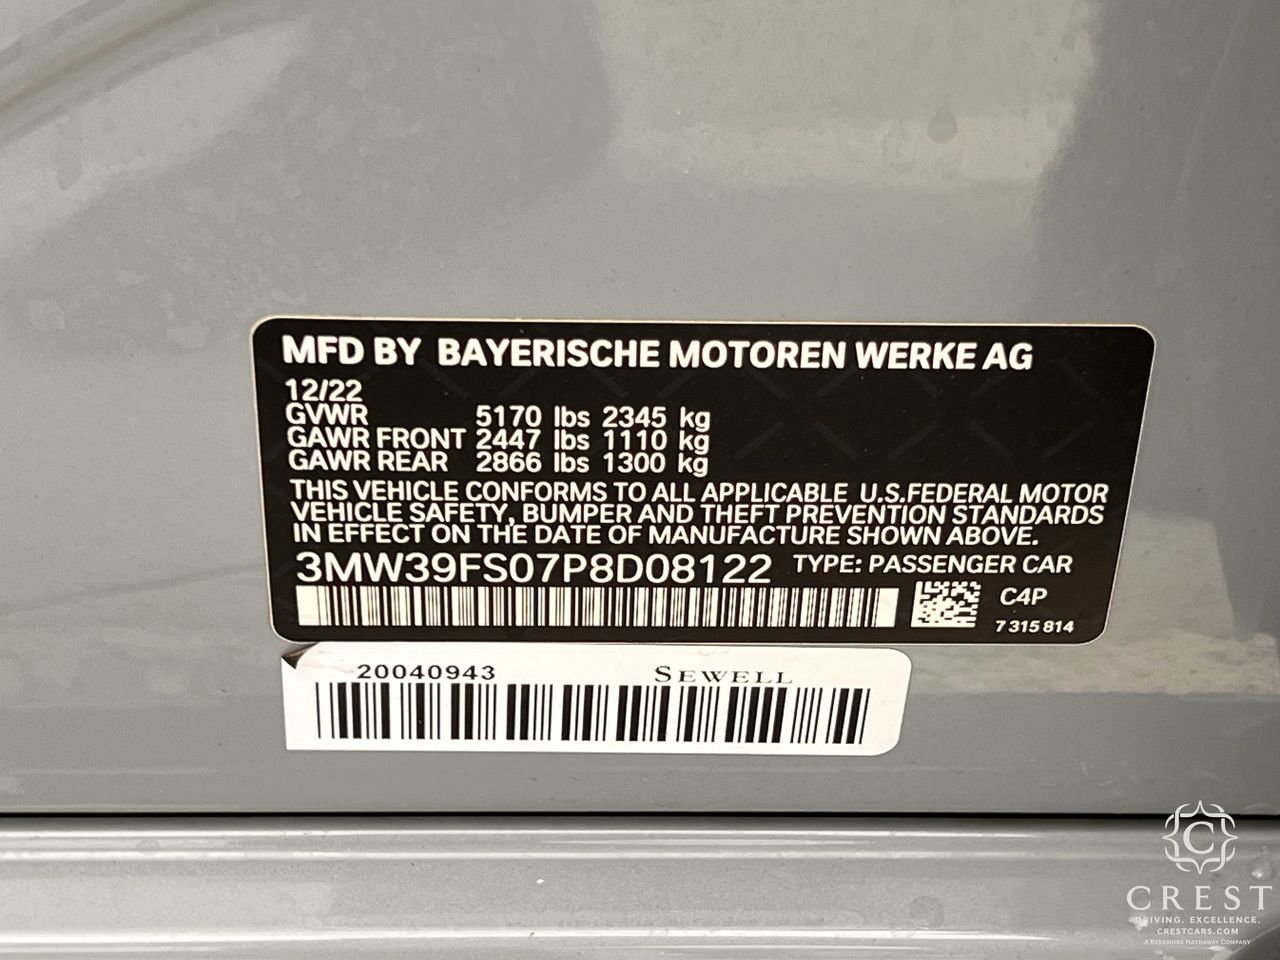 MFD BY BAYERISCHE MOTOREN WERKE AG
12/22
GVWR 5170 lbs 2345 kg
GAWR FRONT 2447 lbs 1110 kg
GAWR REAR 2866 lbs 1300 kg
THIS VEHICLE CONFORMS TO ALL APPLICABLE U.S.FEDERAL MOTOR
VEHICLE SAFETY, BUMPER AND THEFT PREVENTION STANDARDS
IN EFFECT ON THE DATE OF MANUFACTURE SHOWN ABOVE.
3MW39FS07P8D08122 TYPE: PASSENGER CAR
C4P
7 315 814
20040943 SEWELL
C
CREST
DRIVING. EXCELLENCE.
CRESTCARS.COM
A BERKSHIRE HATHAWAY COMPANY